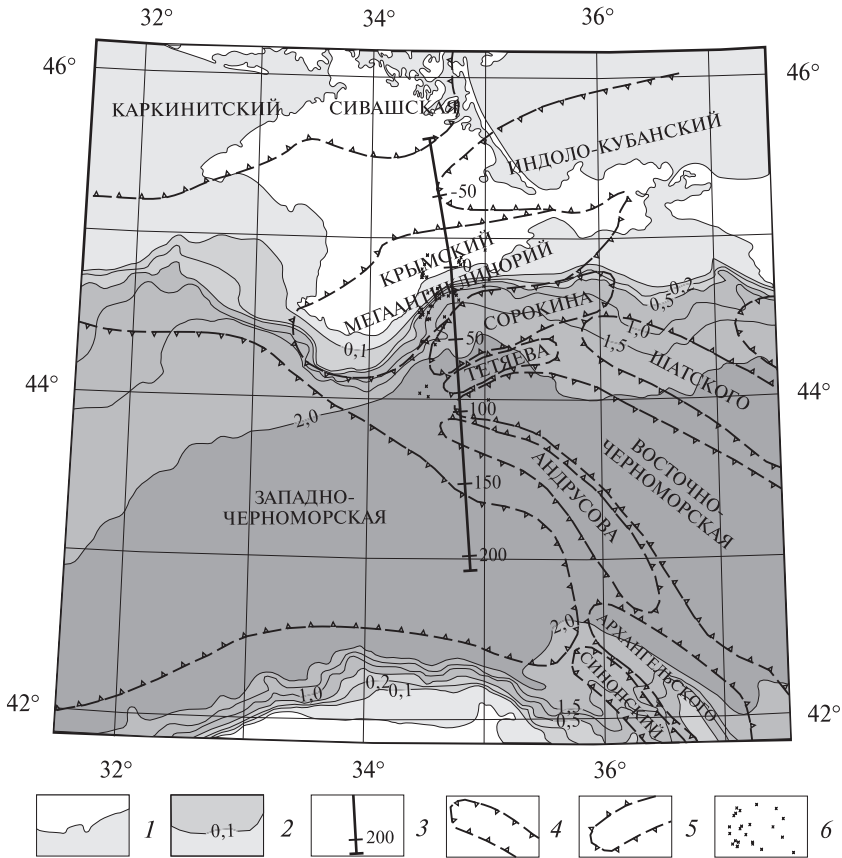 32° 34° 36°
46° 46°
КАРКИНИТСКИЙ СИВАШСКАЯ
ИНДОЛО-КУБАНСКИЙ
-50
КРЫМСКИЙ
0
МЕГААНТИКЛИНОРИЙ
0,2
0,5
СОРОКИНА
1,0
50
1,5
0,1
ТЕТЯЕВА
ШАТСКОГО
44° 44°
100
2,0
ВОСТОЧНО-
ЧЕРНОМОРСКАЯ
АНДРУСОВА
150
ЗАПАДНО-
ЧЕРНОМОРСКАЯ
200
2,0
АРХАНГЕЛЬСКОГО
СИНОПСКИЙ
0,2
0,1
1,0
1,5
0,5
42° 42°
32° 34° 36°
1 0,1 2 200 3 4 5 6